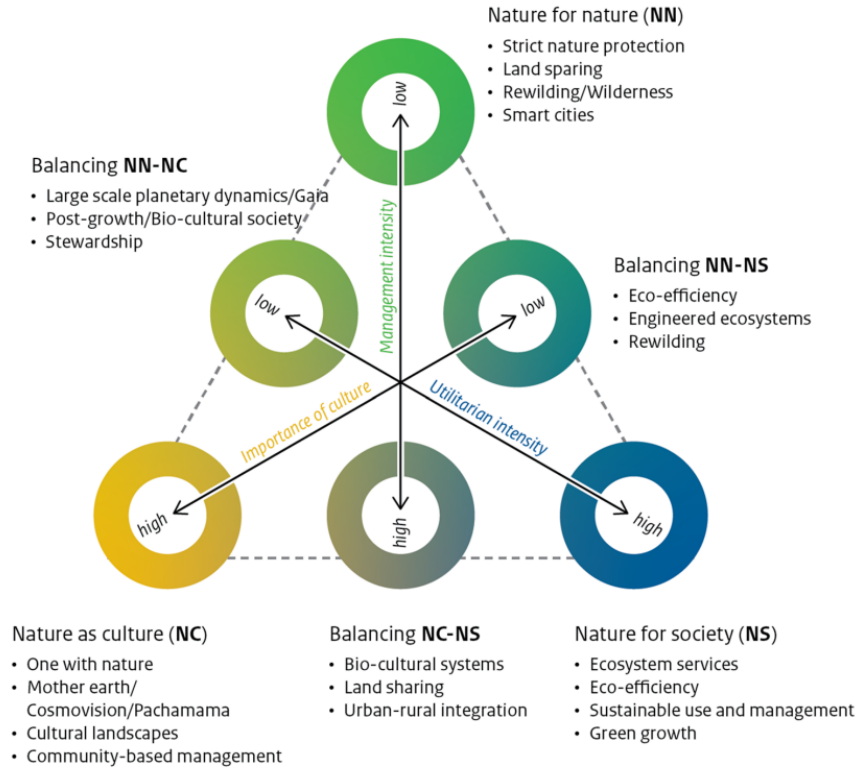 Nature for nature (NN)
• Strict nature protection
• Land sparing
• Rewilding/Wilderness
• Smart cities
low
Management intensity
Balancing NN-NC
• Large scale planetary dynamics/Gaia
• Post-growth/Bio-cultural society
• Stewardship
Balancing NN-NS
• Eco-efficiency
• Engineered ecosystems
• Rewilding
low
low
Importance of culture
Utilitarian intensity
high
high
high
Nature as culture (NC)
• One with nature
• Mother earth/
Cosmovision/Pachamama
• Cultural landscapes
• Community-based management
Balancing NC-NS
• Bio-cultural systems
• Land sharing
• Urban-rural integration
Nature for society (NS)
• Ecosystem services
• Eco-efficiency
• Sustainable use and management
• Green growth